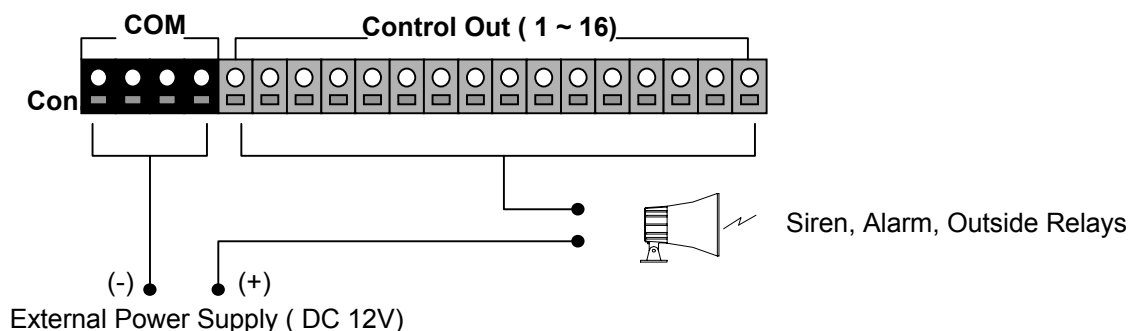 COM
Control Out ( 1 ~ 16)
Con
Siren, Alarm, Outside Relays
(-) (+)
External Power Supply ( DC 12V)